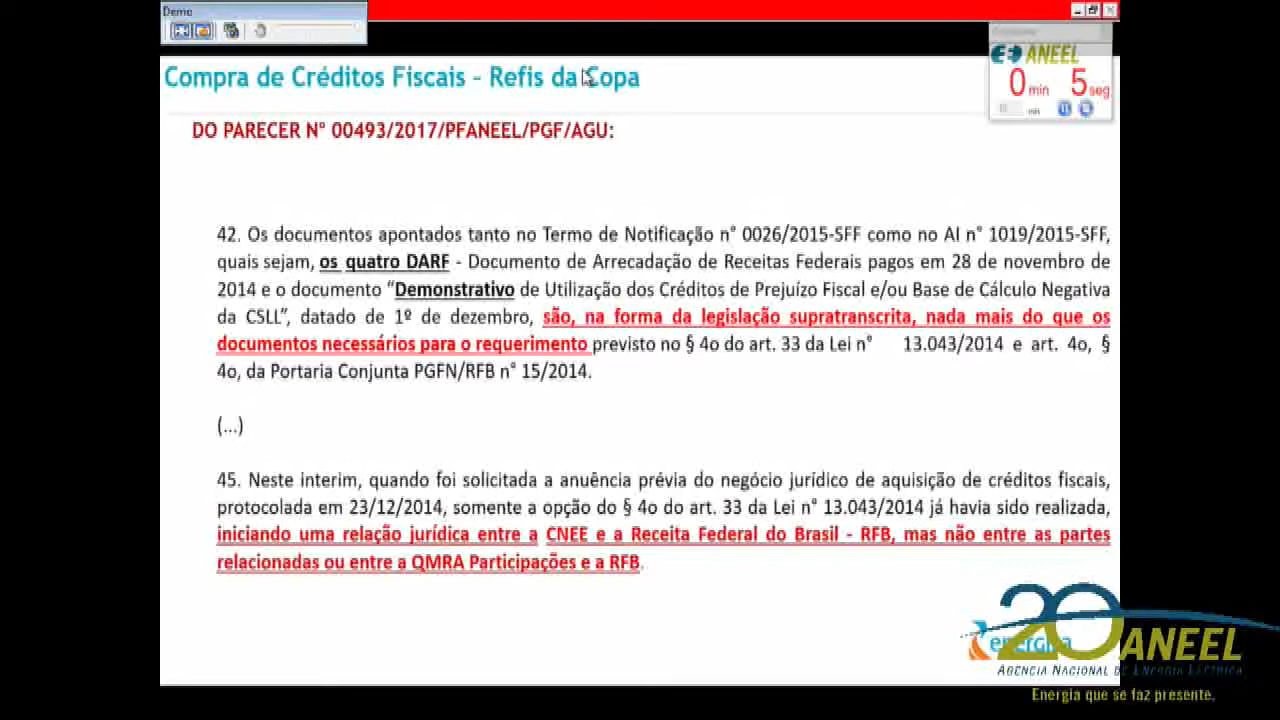 Demo
Compra de Créditos Fiscais - Refis da Copa
ANEEL
0 min 5 seg
min
DO PARECER N° 00493/2017/PFANEEL/PGF/AGU:
42. Os documentos apontados tanto no Termo de Notificação n° 0026/2015-SFF como no AI n° 1019/2015-SFF,
quais sejam, os quatro DARF - Documento de Arrecadação de Receitas Federais pagos em 28 de novembro de
2014 e o documento “Demonstrativo de Utilização dos Créditos de Prejuízo Fiscal e/ou Base de Cálculo Negativa
da CSLL”, datado de 1º de dezembro, são, na forma da legislação supratranscrita, nada mais do que os
documentos necessários para o requerimento previsto no § 4o do art. 33 da Lei n° 13.043/2014 e art. 4o, §
4o, da Portaria Conjunta PGFN/RFB n° 15/2014.
(...)
45. Neste interim, quando foi solicitada a anuência prévia do negócio jurídico de aquisição de créditos fiscais,
protocolada em 23/12/2014, somente a opção do § 4o do art. 33 da Lei n° 13.043/2014 já havia sido realizada,
iniciando uma relação jurídica entre a CNEE e a Receita Federal do Brasil - RFB, mas não entre as partes
relacionadas ou entre a QMRA Participações e a RFB.
energisa
20 ANEEL
AGÊNCIA NACIONAL DE ENERGIA ELÉTRICA
Energia que se faz presente.